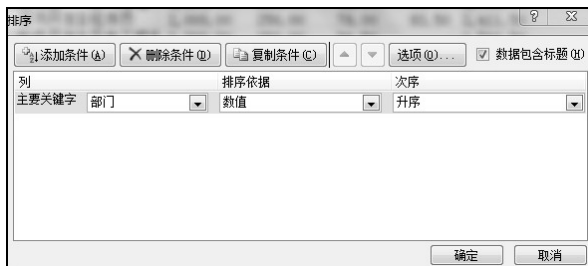 排序
添加条件(A) 删除条件(D) 复制条件(C) 选项(O)... 数据包含标题(H)
列 排序依据 次序
主要关键字 部门 数值 升序
确定 取消